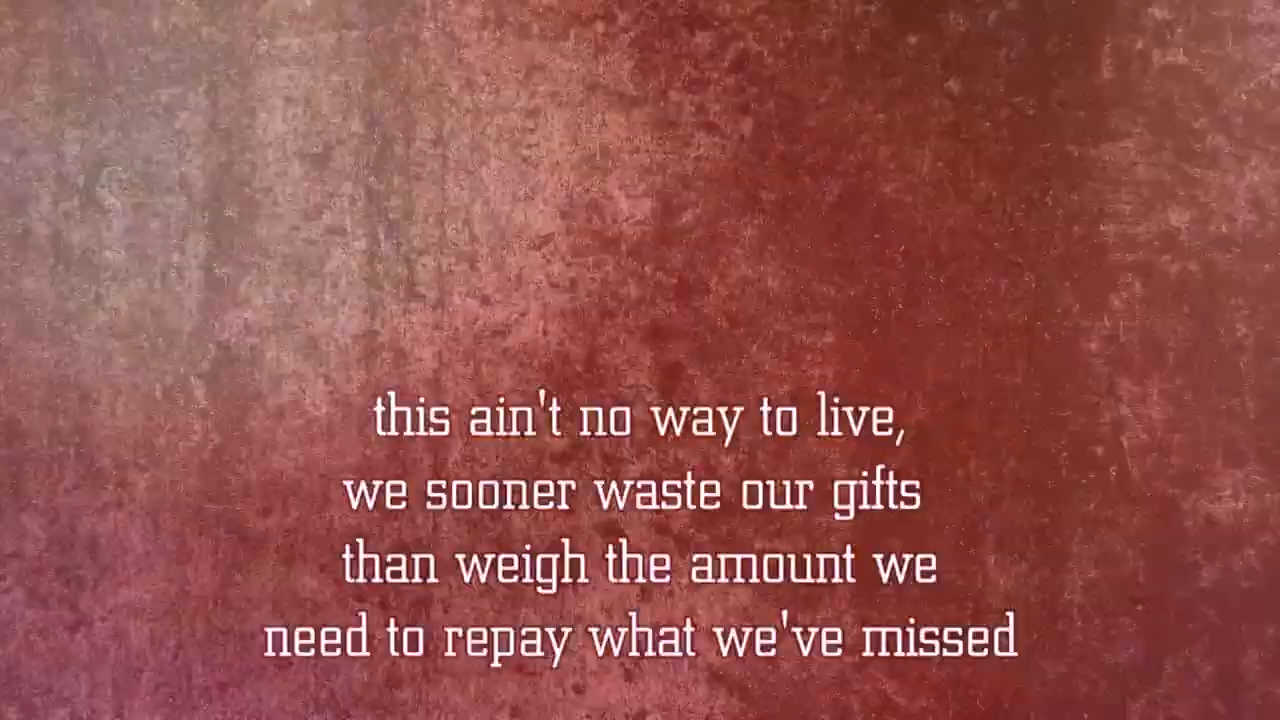 this ain't no way to live,
we sooner waste our gifts
than weigh the amount we
need to repay what we've missed